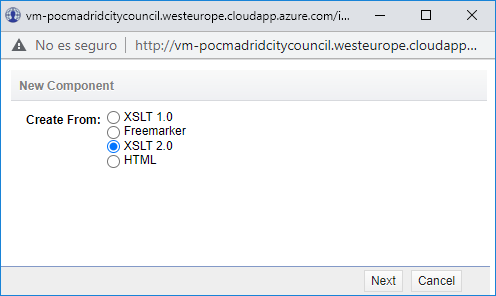 vm-pocmadridcitycouncil.westeurope.cloudapp.azure.com/i...
No es seguro | http://vm-pocmadridcitycouncil.westeurope.cloudapp...
New Component
Create From: XSLT 1.0
Freemarker
XSLT 2.0
HTML
Next Cancel